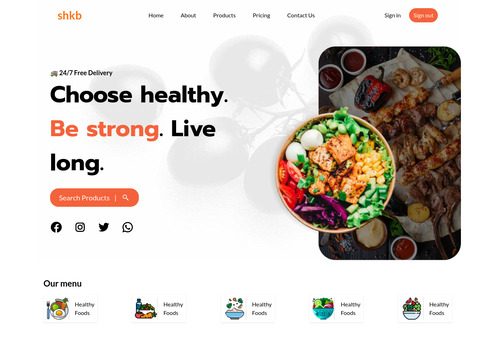 shkb Home About Products Pricing Contact Us Sign In Sign out
24/7 Free Delivery
Choose healthy.
Be strong. Live
long.
Search Products |
Our menu
Healthy Foods
Healthy Foods
Healthy Foods
Healthy Foods
Healthy Foods